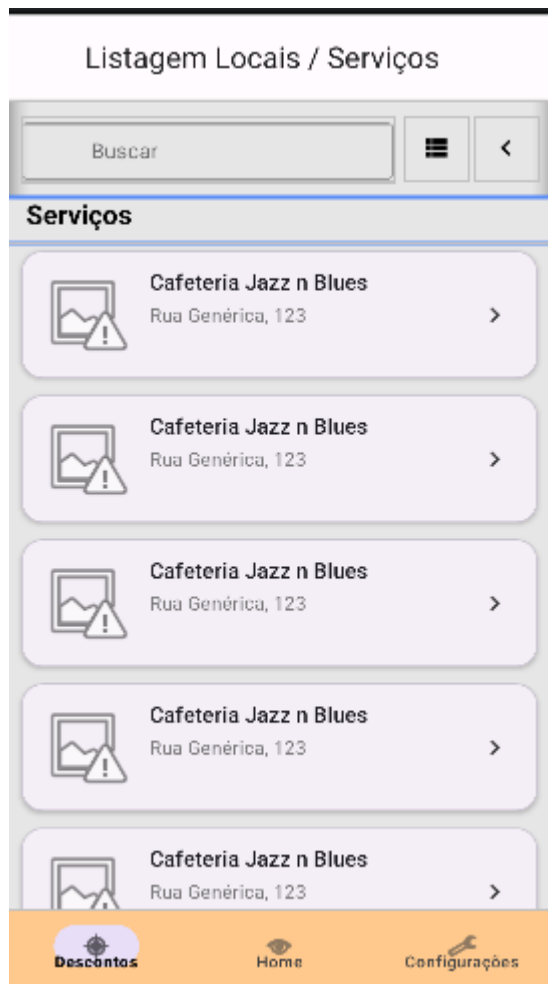 Listagem Locais / Serviços
Buscar
Serviços
Cafeteria Jazz n Blues
Rua Genérica, 123
Cafeteria Jazz n Blues
Rua Genérica, 123
Cafeteria Jazz n Blues
Rua Genérica, 123
Cafeteria Jazz n Blues
Rua Genérica, 123
Cafeteria Jazz n Blues
Rua Genérica, 123
Descontos
Home
Configurações